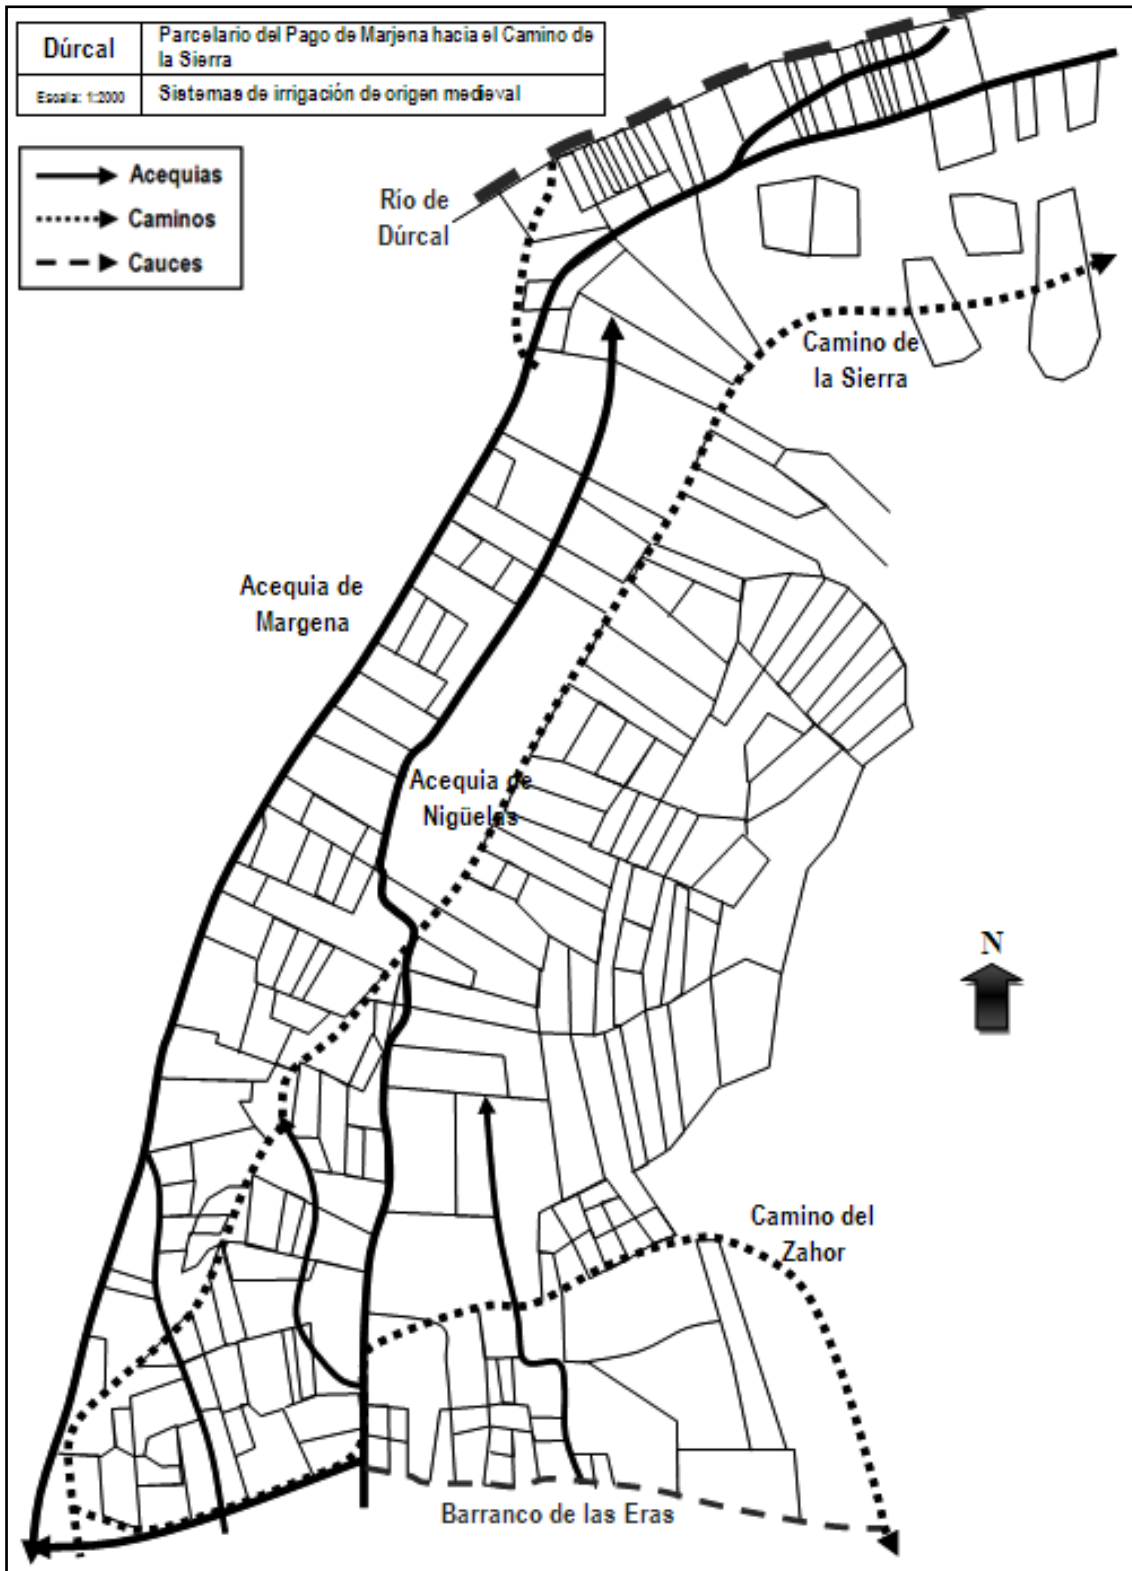 Dúrcal
Parcelario del Pago de Marjena hacia el Camino de
la Sierra
Escala: 1:2000
Sistemas de irrigación de origen medieval
Acequias
Caminos
Cauces
Río de
Dúrcal
Camino de
la Sierra
Acequia de
Margena
Acequia de
Nigüelas
N
Camino del
Zahor
Barranco de las Eras